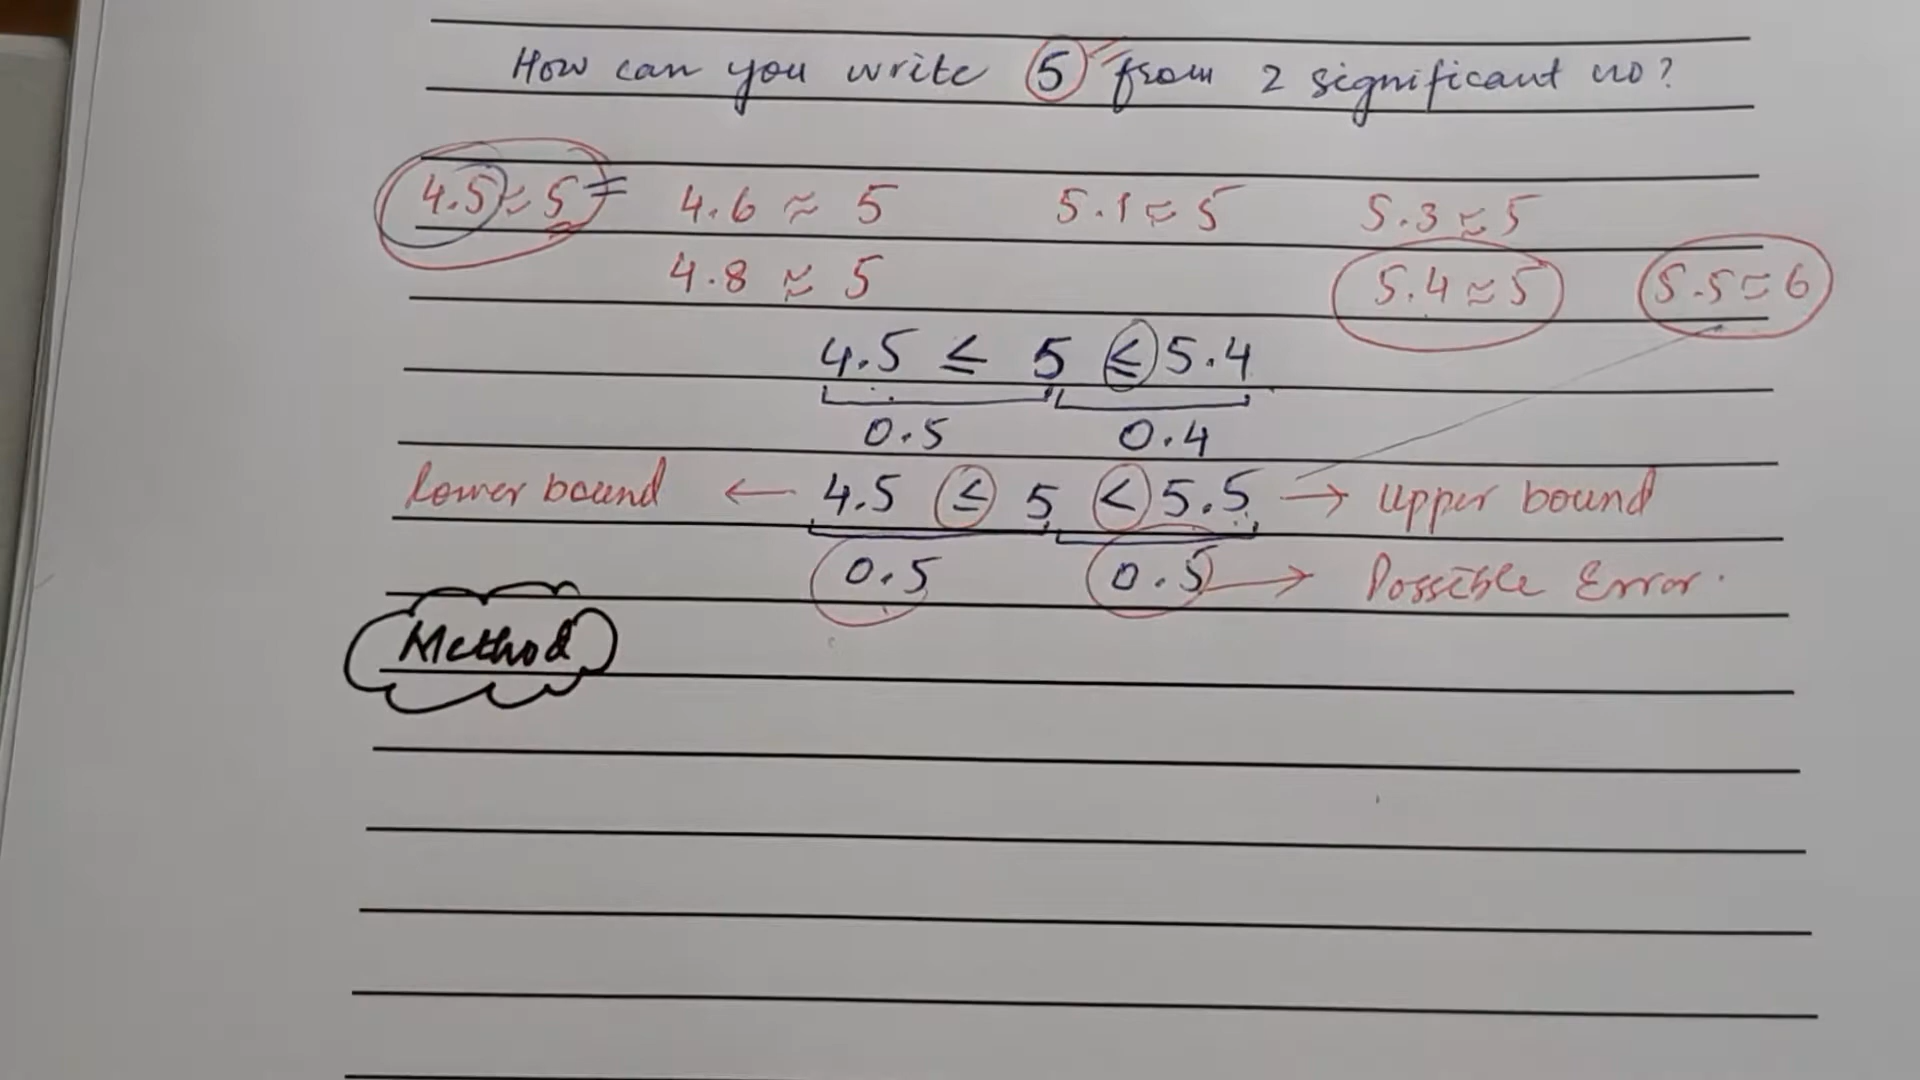 How can you write 5 from 2 significant no?
4.5 ≈ 5 = 4.6 ≈ 5 5.1 ≈ 5 5.3 ≈ 5
4.8 ≈ 5 5.4 ≈ 5 5.5 ≈ 6
4.5 ≤ 5 ≤ 5.4
0.5 0.4
Lower bound ← 4.5 ≤ 5 < 5.5 → Upper bound
0.5 0.5 → Possible Error.
Method